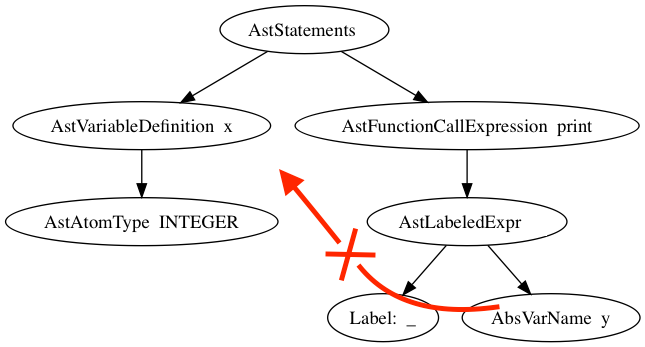 AstStatements
AstVariableDefinition x
AstFunctionCallExpression print
AstAtomType INTEGER
AstLabeledExpr
Label: _
AbsVarName y